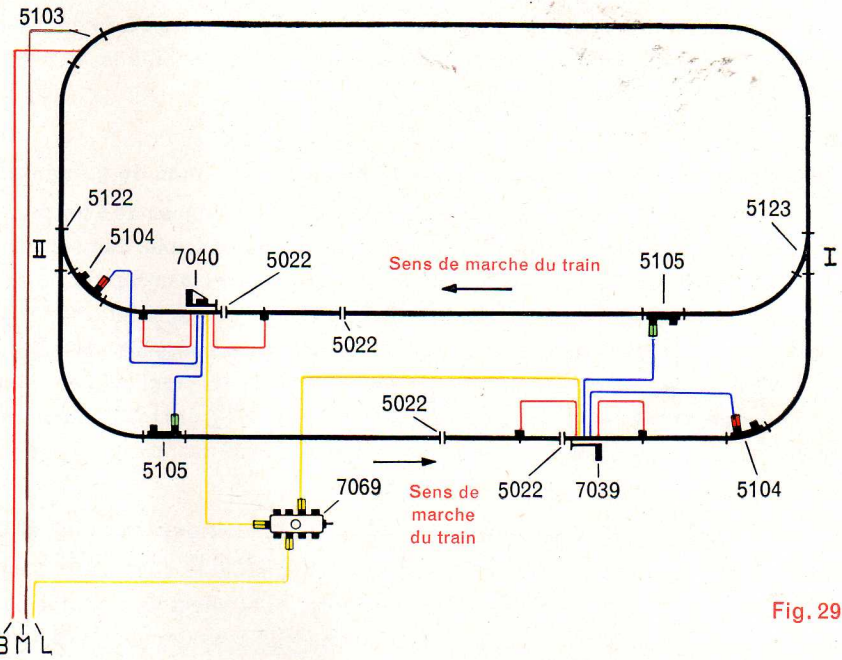 5103
5122
5104
II
7040
5022
Sens de marche du train
5105
5123
I
5022
5022
5105
7069
Sens de
marche
du train
5022
7039
5104
Fig. 29
B M L